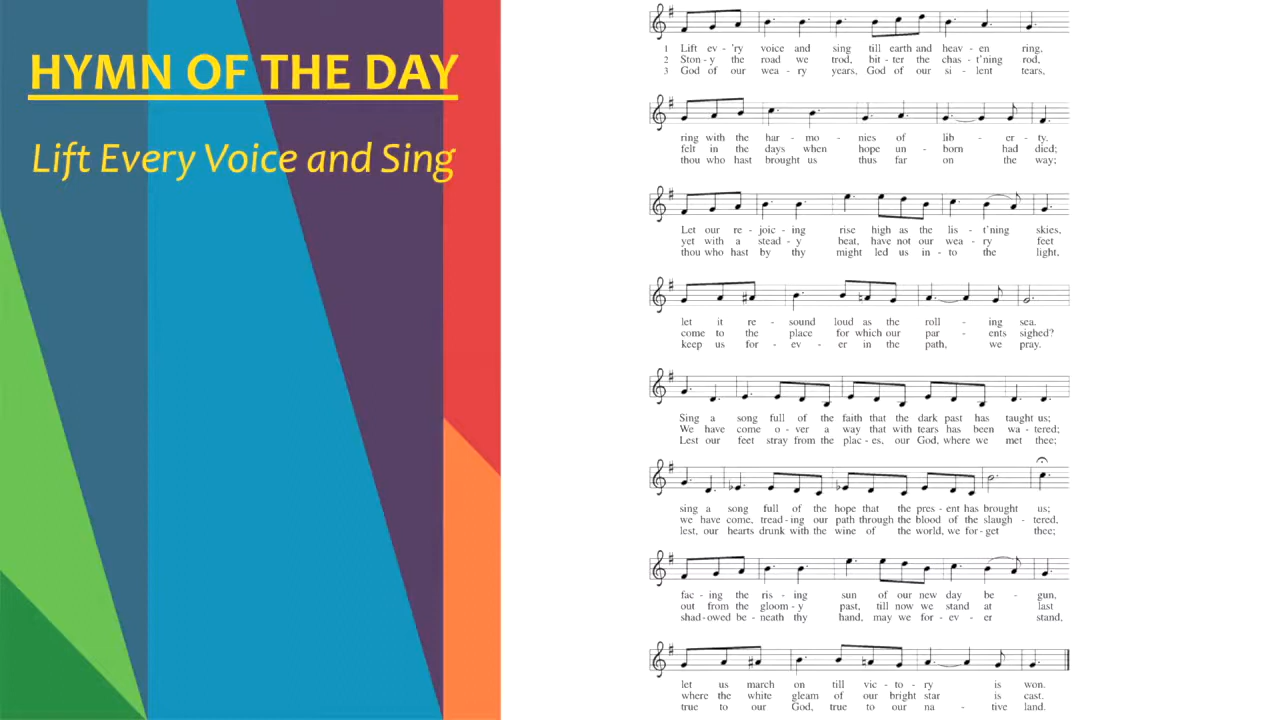 HYMN OF THE DAY
Lift Every Voice and Sing
1 Lift ev - 'ry voice and sing till earth and heav - en ring,
2 Ston - y the road we trod, bit - ter the chas - t'ning rod,
3 God of our wea - ry years, God of our si - lent tears,
ring with the har - mo - nies of lib - er - ty.
felt in the days when hope un - born had died;
thou who hast brought us thus far on the way;
Let our re - joic - ing rise high as the lis - t'ning skies,
yet with a stead - y beat, have not our wea - ry feet
thou who hast by thy might led us in - to the light,
let it re - sound loud as the roll - ing sea.
come to the place for which our par - ents sighed?
keep us for - ev - er in the path, we pray.
Sing a song full of the faith that the dark past has taught us;
We have come o - ver a way that with tears has been wa - tered;
Lest our feet stray from the plac - es, our God, where we met thee;
sing a song full of the hope that the pres - ent has brought us;
we have come, tread - ing our path through the blood of the slaugh - tered,
lest, our hearts drunk with the wine of the world, we for - get thee;
fac - ing the ris - ing sun of our new day be - gun,
out from the gloom - y past, till now we stand at last
shad - owed be - neath thy hand, may we for - ev - er stand,
let us march on till vic - to - ry is won.
where the white gleam of our bright star is cast.
true to our God, true to our na - tive land.